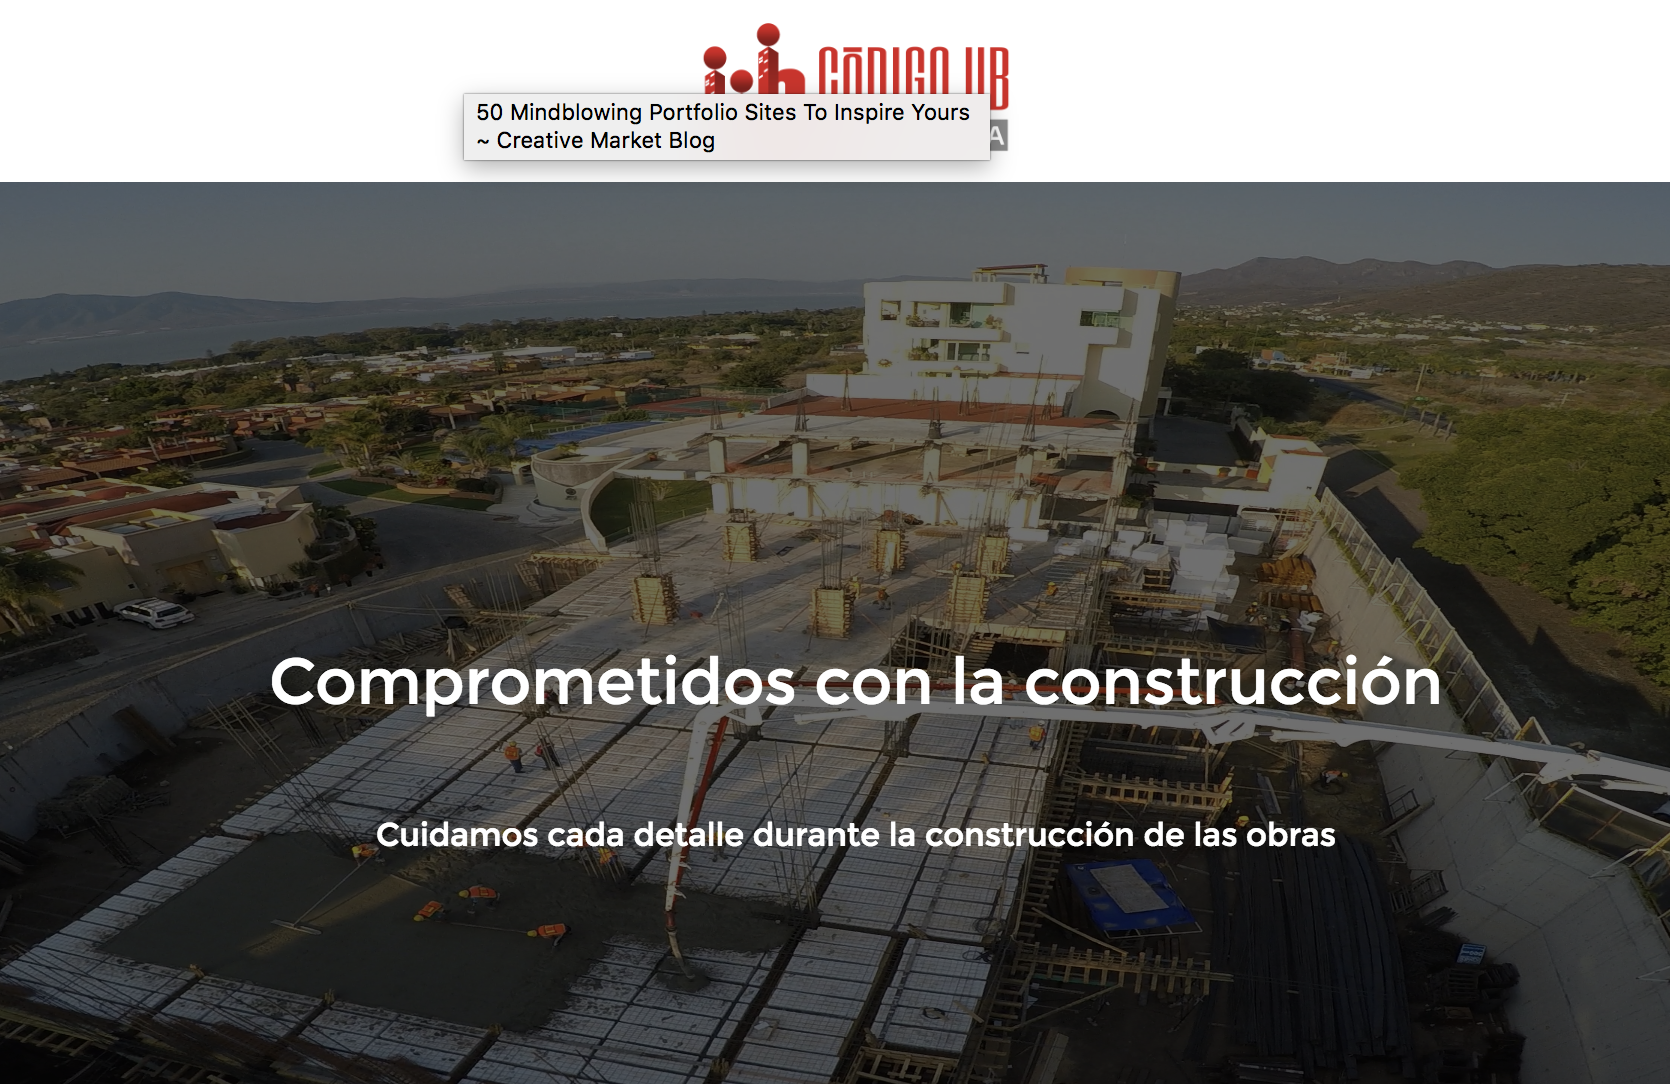 CÓDIGO UB
50 Mindblowing Portfolio Sites To Inspire Yours
~ Creative Market Blog
Comprometidos con la construcción
Cuidamos cada detalle durante la construcción de las obras